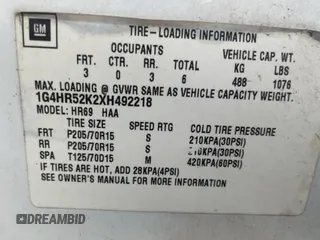 GM
TIRE-LOADING INFORMATION
OCCUPANTS VEHICLE CAP. WT.
FRT. CTR. RR. TOTAL KG LBS
3 0 3 6 488 1076
MAX. LOADING @ GVWR SAME AS VEHICLE CAPACITY WEIGHT
1G4HR52K2XH492218
MODEL: HR69 HAA
TIRE SIZE SPEED RTG COLD TIRE PRESSURE
FRT P205/70R15 S 210KPA(30PSI)
RR P205/70R15 S 210KPA(30PSI)
SPA T125/70D15 M 420KPA(60PSI)
IF TIRES ARE HOT, ADD 28KPA(4PSI)
SEE OWNER'S MANUAL FOR MORE INFORMATION
DREAMBID